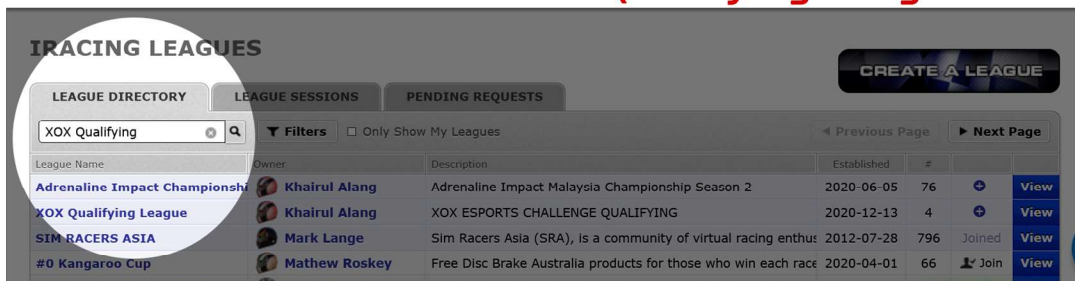 IRACING LEAGUES
CREATE A LEAGUE
LEAGUE DIRECTORY LEAGUE SESSIONS PENDING REQUESTS
XOX Qualifying Filters Only Show My Leagues Previous Page Next Page
League Name Owner Description Established #
Adrenaline Impact Championshi Khairul Alang Adrenaline Impact Malaysia Championship Season 2 2020-06-05 76 View
XOX Qualifying League Khairul Alang XOX ESPORTS CHALLENGE QUALIFYING 2020-12-13 4 View
SIM RACERS ASIA Mark Lange Sim Racers Asia (SRA), is a community of virtual racing enthus 2012-07-28 796 Joined View
#0 Kangaroo Cup Mathew Roskey Free Disc Brake Australia products for those who win each race 2020-04-01 66 Join View